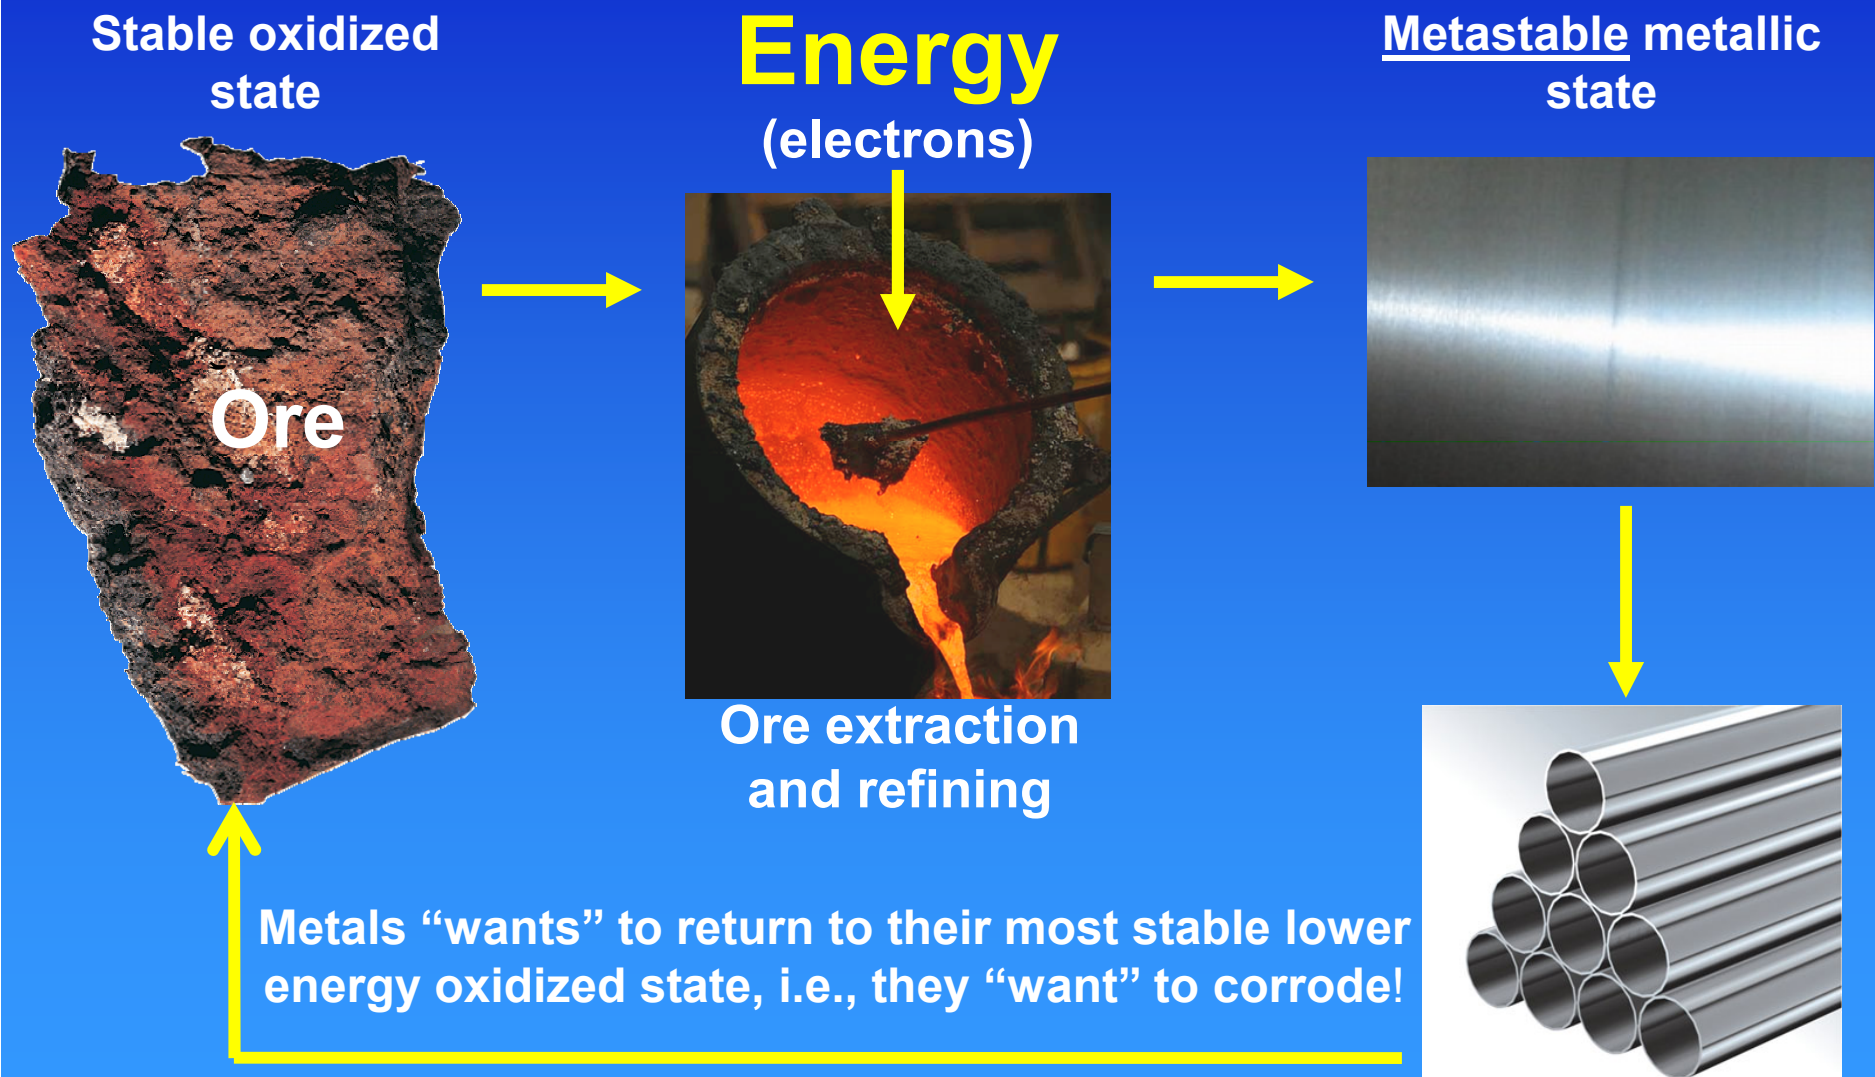 Stable oxidized
state
Energy
(electrons)
Metastable metallic
state
Ore
Ore extraction
and refining
Metals “wants” to return to their most stable lower
energy oxidized state, i.e., they “want” to corrode!